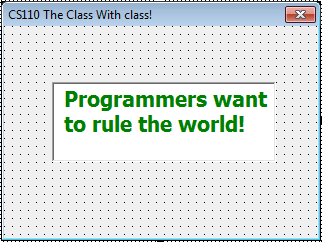 CS110 The Class With class!
Programmers want
to rule the world!